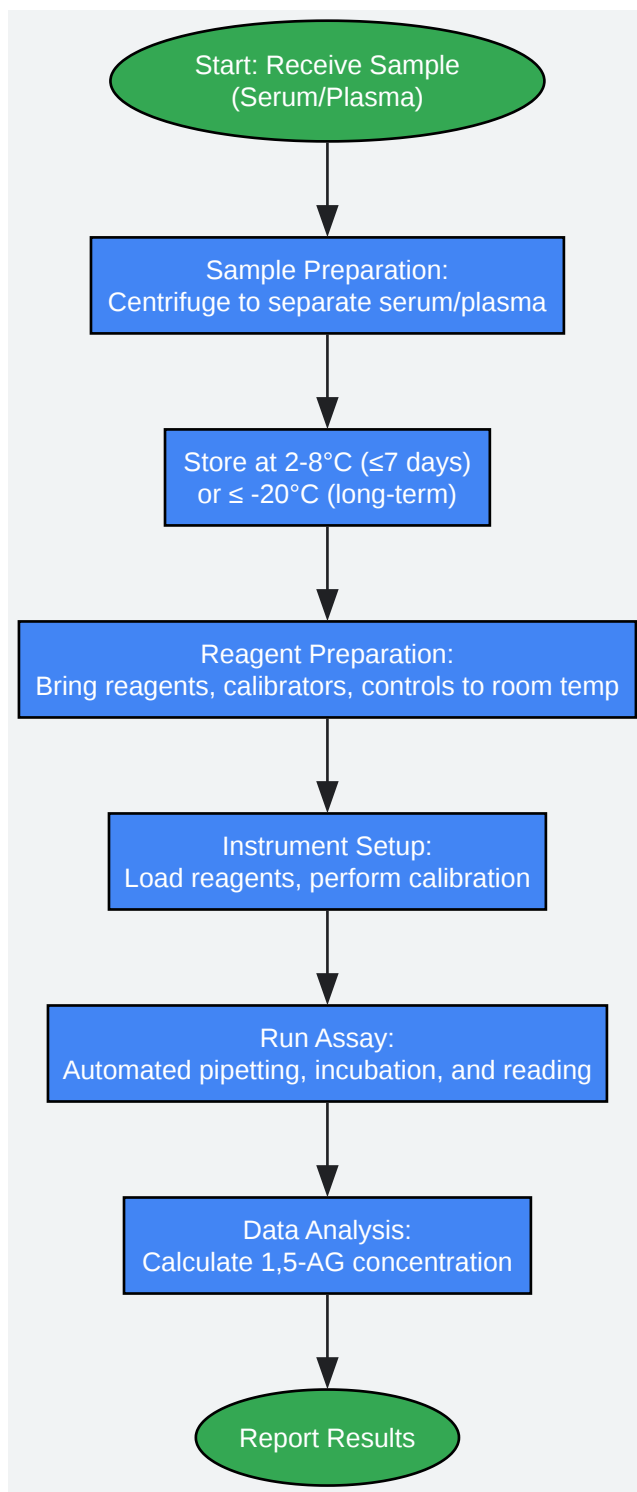 Start: Receive Sample
(Serum/Plasma)
Sample Preparation:
Centrifuge to separate serum/plasma
Store at 2-8°C (≤7 days)
or ≤ -20°C (long-term)
Reagent Preparation:
Bring reagents, calibrators, controls to room temp
Instrument Setup:
Load reagents, perform calibration
Run Assay:
Automated pipetting, incubation, and reading
Data Analysis:
Calculate 1,5-AG concentration
Report Results